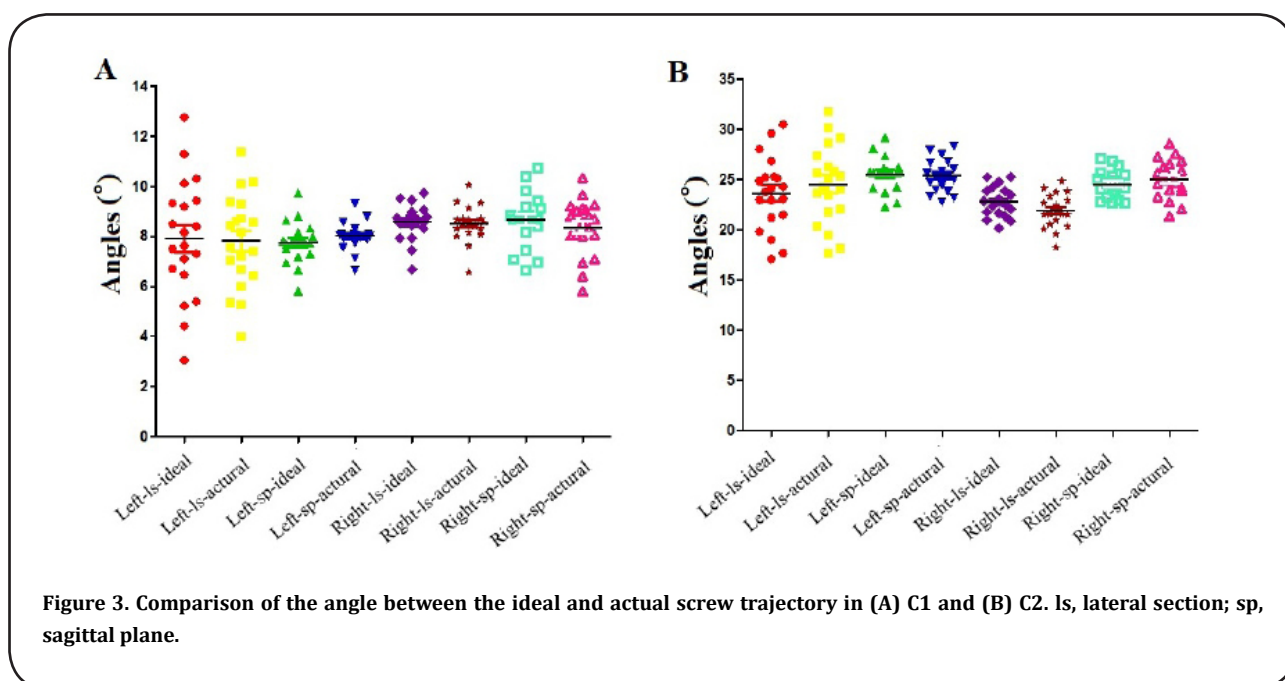 A
Angles (°)
14
12
10
8
6
4
2
0
Left-ls-ideal
Left-ls-actural
Left-sp-ideal
Left-sp-actural
Right-ls-ideal
Right-ls-actural
Right-sp-ideal
Right-sp-actural
B
Angles (°)
35
30
25
20
15
10
5
0
Left-ls-ideal
Left-ls-actural
Left-sp-ideal
Left-sp-actural
Right-ls-ideal
Right-ls-actural
Right-sp-ideal
Right-sp-actural
Figure 3. Comparison of the angle between the ideal and actual screw trajectory in (A) C1 and (B) C2. ls, lateral section; sp,
sagittal plane.